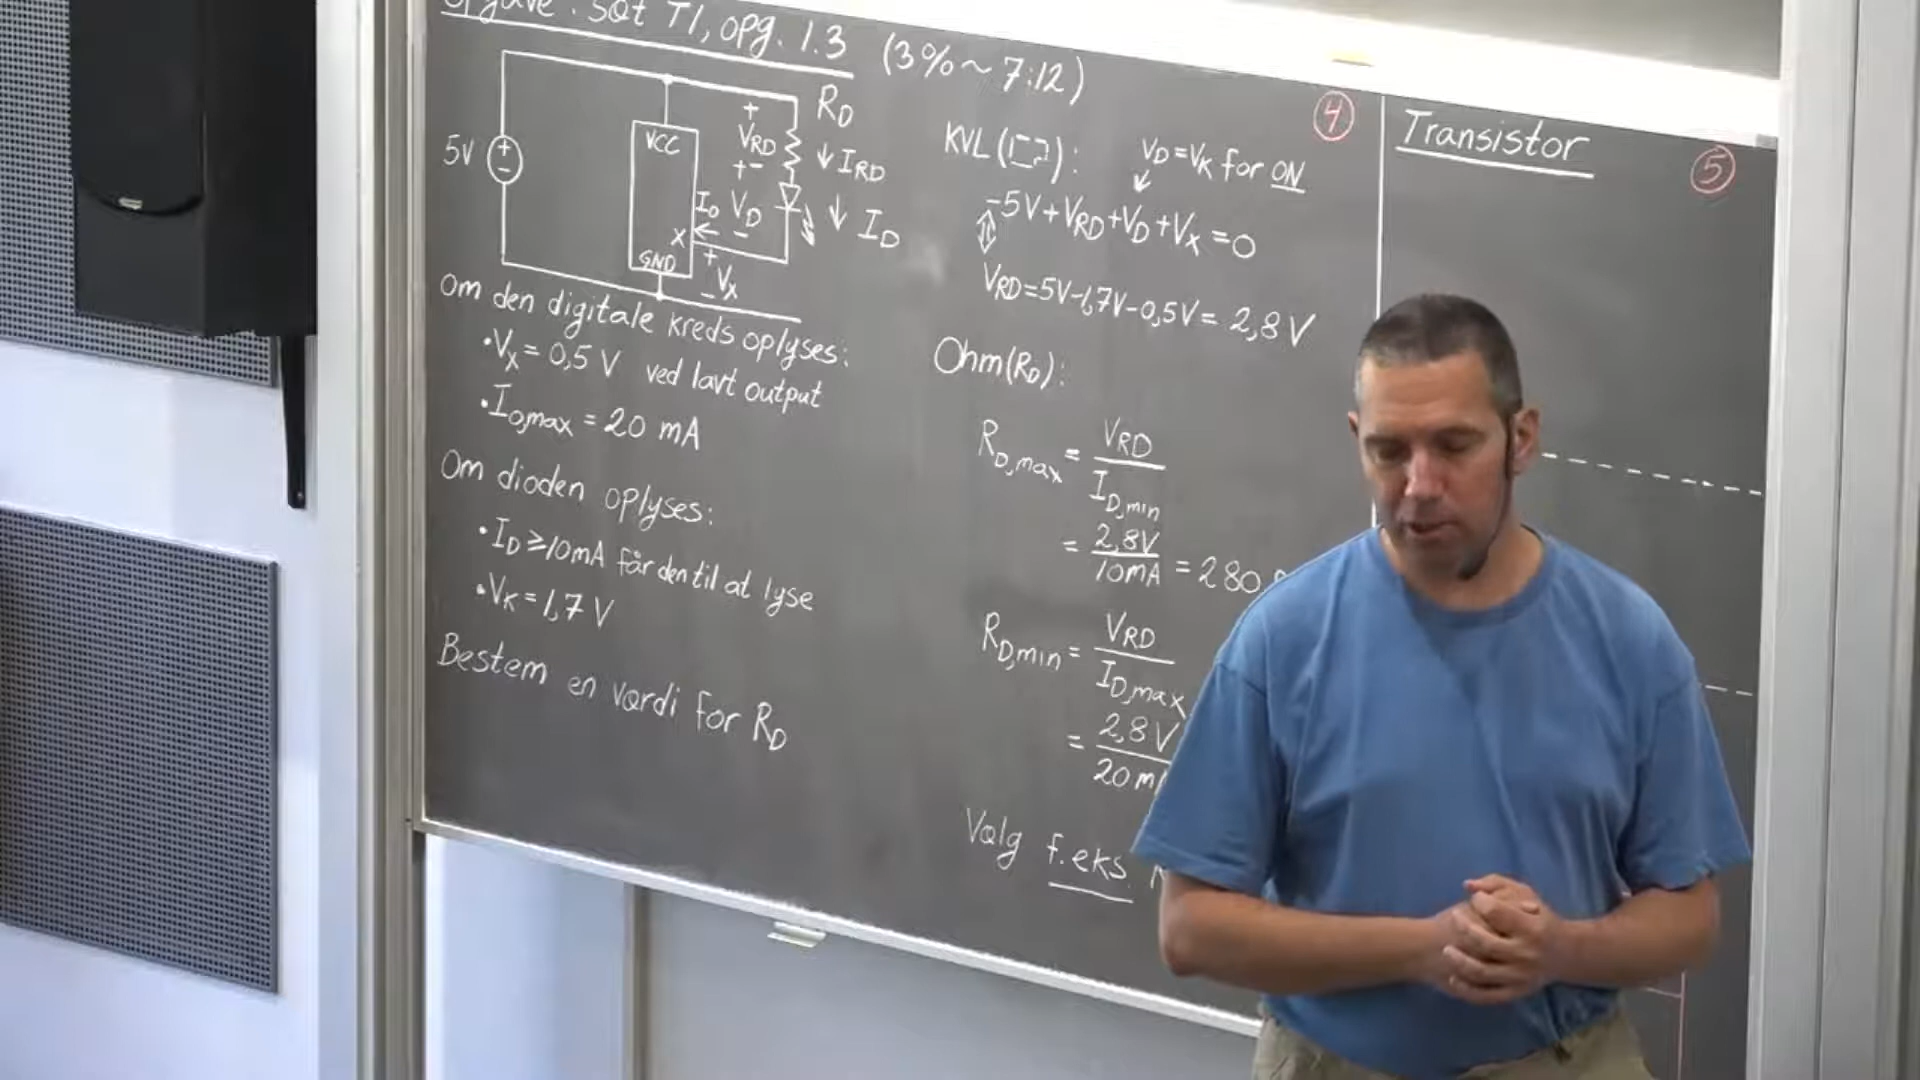 opgave: sæt T1, opg. 1.3 (3% ~ 7:12)
5V
+
-
VCC
X
GND
+
VRD
+ -
RD
↓ IRD
IO
VD
-
↓ ID
+
VX
-
Om den digitale kreds oplyses:
• VX = 0,5 V ved lavt output
• IO,max = 20 mA
Om dioden oplyses:
• ID ≥ 10mA får den til at lyse
• VK = 1,7 V
Bestem en værdi for RD
4
KVL( ):
VD = VK for ON
-5V + VRD + VD + VX = 0
VRD = 5V - 1,7V - 0,5V = 2,8 V
Ohm(RD):
RD,max = VRD / ID,min
= 2,8V / 10mA = 280
RD,min = VRD / ID,max
= 2,8 V / 20 m
Vælg f.eks.
Transistor
5